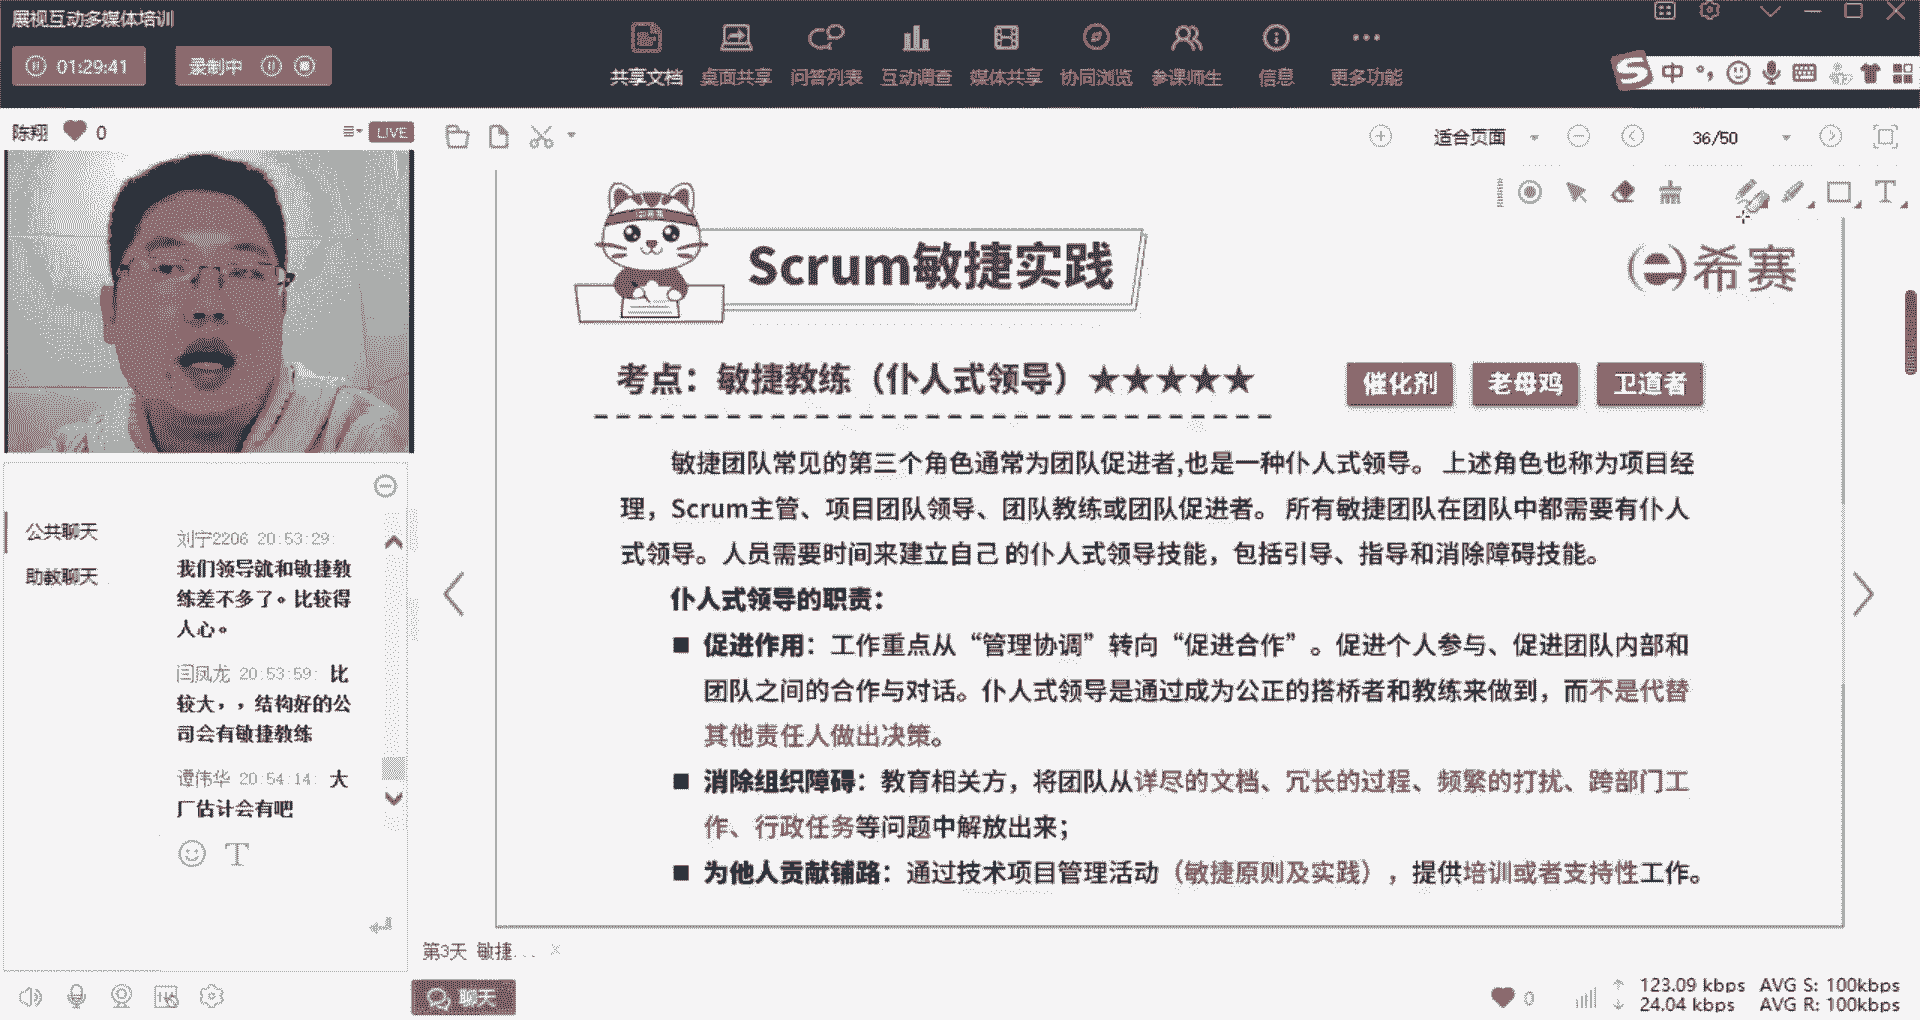 展视互动多媒体培训
01:29:41
录制中
共享文档 桌面共享 问答列表 互动调查 媒体共享 协同浏览 参课师生 信息 更多功能
中
陈翔 0
LIVE
适合页面
36/50
T
Scrum敏捷实践
希赛
考点：敏捷教练（仆人式领导）★★★★★
催化剂 老母鸡 卫道者
敏捷团队常见的第三个角色通常为团队促进者,也是一种仆人式领导。 上述角色也称为项目经
理，Scrum主管、项目团队领导、团队教练或团队促进者。 所有敏捷团队在团队中都需要有仆人
式领导。人员需要时间来建立自己 的仆人式领导技能，包括引导、指导和消除障碍技能。
仆人式领导的职责：
■ 促进作用：工作重点从“管理协调”转向“促进合作”。促进个人参与、促进团队内部和
团队之间的合作与对话。仆人式领导是通过成为公正的搭桥者和教练来做到，而不是代替
其他责任人做出决策。
■ 消除组织障碍：教育相关方，将团队从详尽的文档、冗长的过程、频繁的打扰、跨部门工
作、行政任务等问题中解放出来；
■ 为他人贡献铺路：通过技术项目管理活动（敏捷原则及实践），提供培训或者支持性工作。
公共聊天
助教聊天
刘宁2206 20:53:29:
我们领导就和敏捷教
练差不多了。比较得
人心。
闫凤龙 20:53:59: 比
较大，，结构好的公
司会有敏捷教练
谭伟华 20:54:14: 大
厂估计会有吧
T
第3天 敏捷...
聊天
0
123.09 kbps AVG S: 100kbps
24.04 kbps AVG R: 100kbps